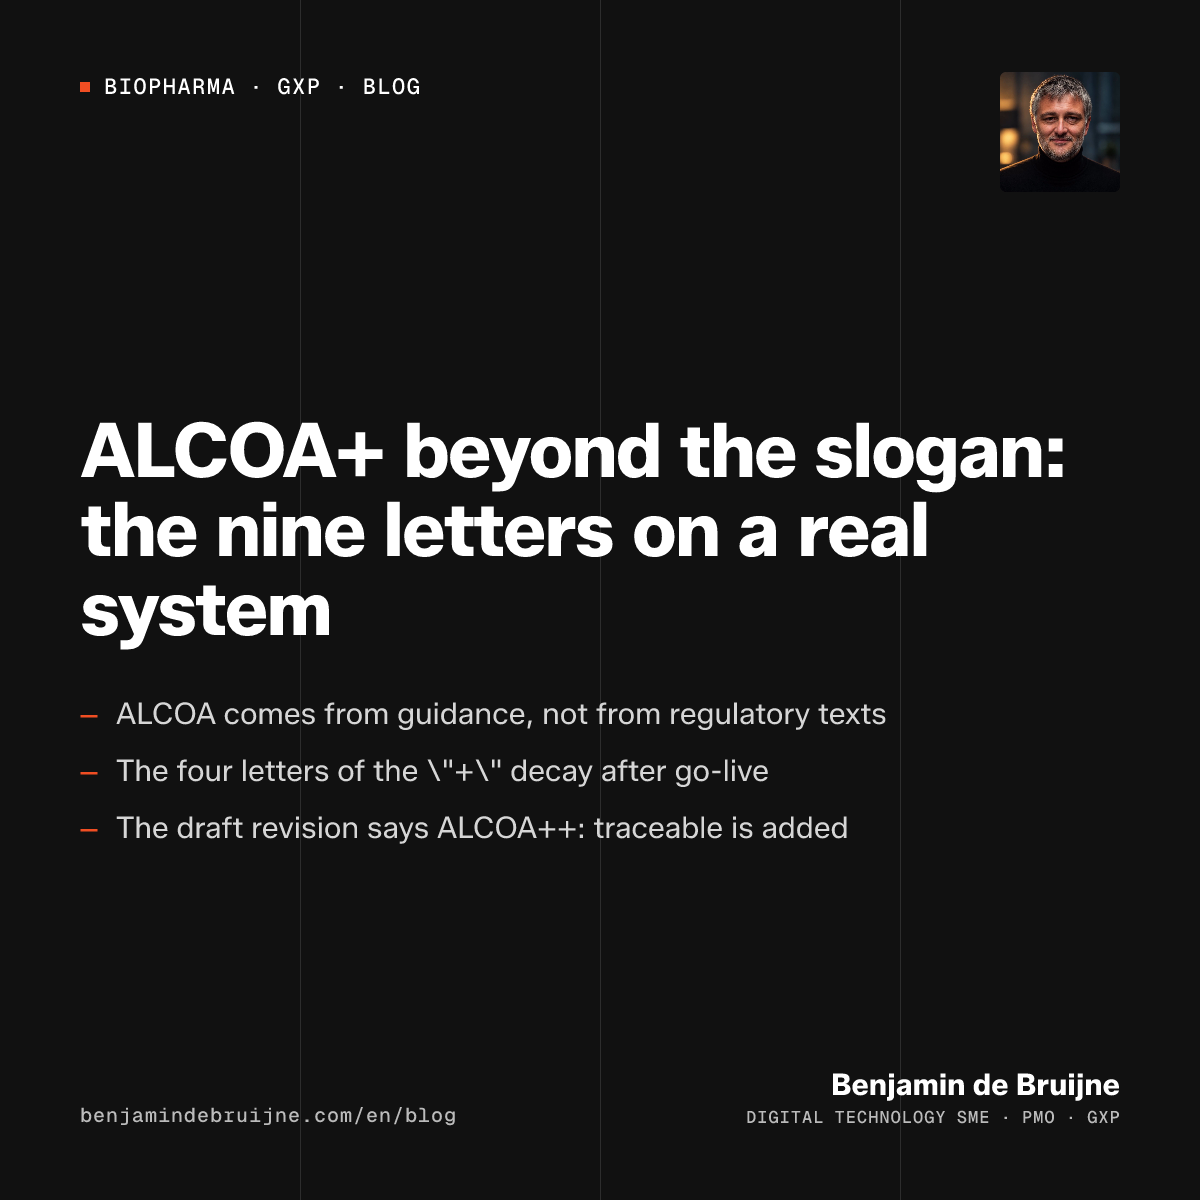 BIOPHARMA · GXP · BLOG
ALCOA+ beyond the slogan:
the nine letters on a real
system
– ALCOA comes from guidance, not from regulatory texts
– The four letters of the \"+\" decay after go-live
– The draft revision says ALCOA++: traceable is added
Benjamin de Bruijne
benjamindebruijne.com/en/blog
DIGITAL TECHNOLOGY SME · PMO · GXP